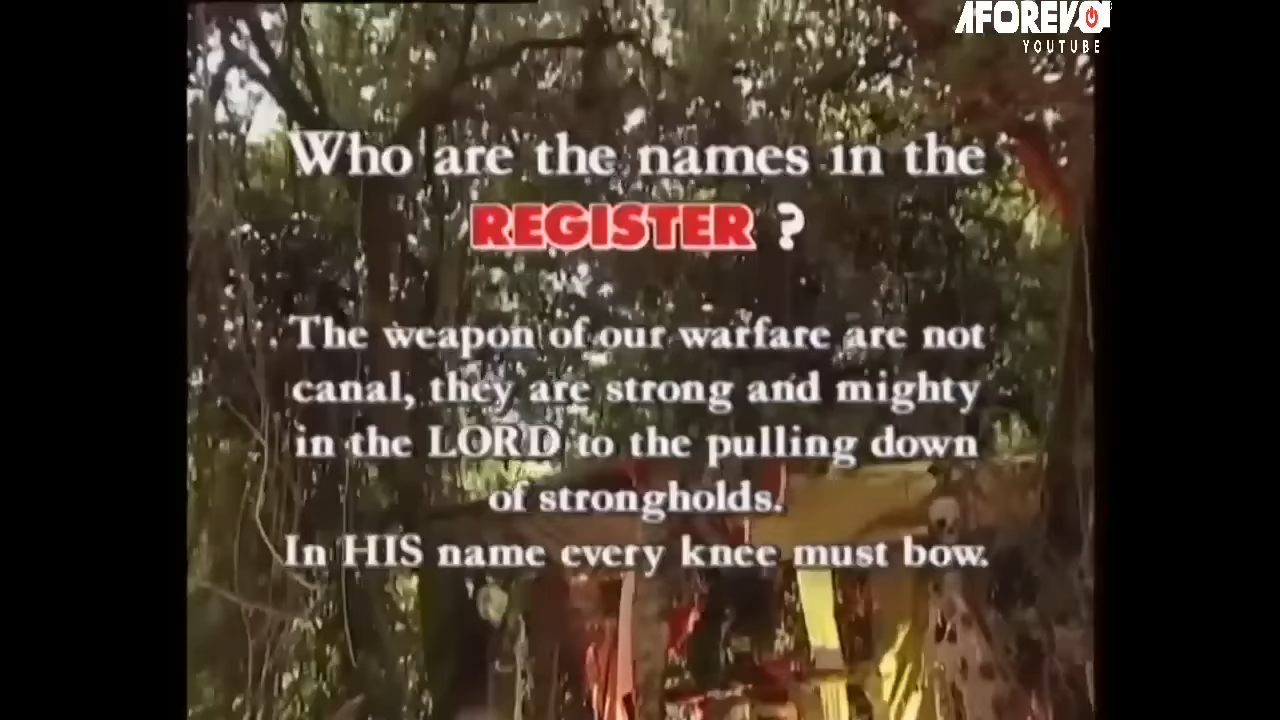 AFOREVO
YOUTUBE
Who are the names in the
REGISTER ?
The weapon of our warfare are not
canal, they are strong and mighty
in the LORD to the pulling down
of strongholds.
In HIS name every knee must bow.